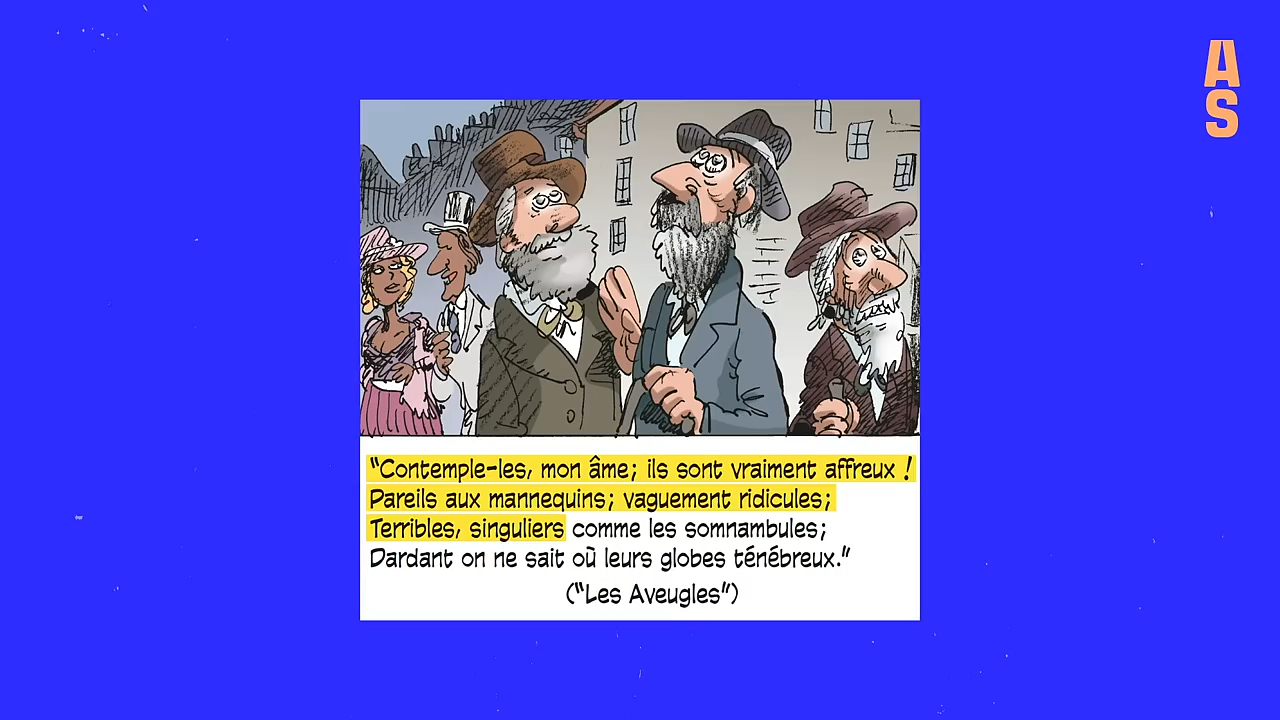 A
S
"Contemple-les, mon âme; ils sont vraiment affreux !
Pareils aux mannequins; vaguement ridicules;
Terribles, singuliers comme les somnambules;
Dardant on ne sait où leurs globes ténébreux."
("Les Aveugles")